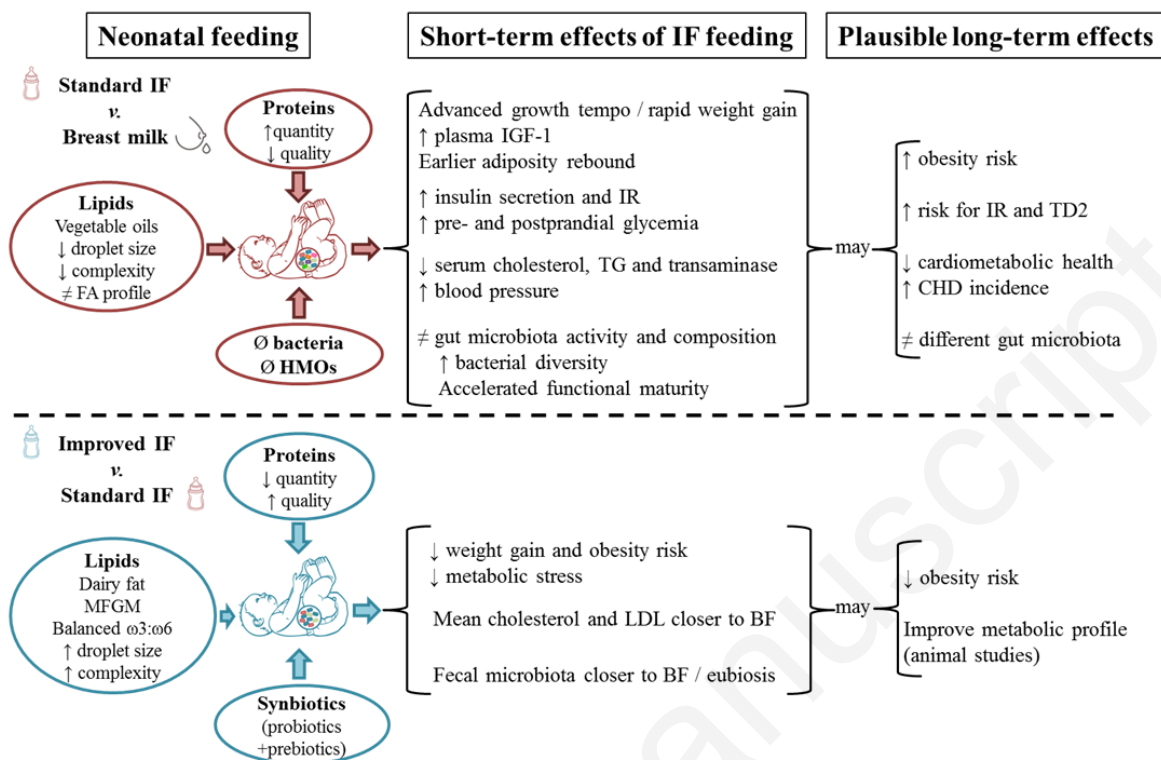 Neonatal feeding
Short-term effects of IF feeding
Plausible long-term effects
Standard IF
v.
Breast milk
Proteins
↑quantity
↓ quality
Lipids
Vegetable oils
↓ droplet size
↓ complexity
≠ FA profile
Ø bacteria
Ø HMOs
Advanced growth tempo / rapid weight gain
↑ plasma IGF-1
Earlier adiposity rebound
↑ insulin secretion and IR
↑ pre- and postprandial glycemia
↓ serum cholesterol, TG and transaminase
↑ blood pressure
≠ gut microbiota activity and composition
↑ bacterial diversity
Accelerated functional maturity
may
↑ obesity risk
↑ risk for IR and TD2
↓ cardiometabolic health
↑ CHD incidence
≠ different gut microbiota
Improved IF
v.
Standard IF
Proteins
↓ quantity
↑ quality
Lipids
Dairy fat
MFGM
Balanced ω3:ω6
↑ droplet size
↑ complexity
Synbiotics
(probiotics
+prebiotics)
↓ weight gain and obesity risk
↓ metabolic stress
Mean cholesterol and LDL closer to BF
Fecal microbiota closer to BF / eubiosis
may
↓ obesity risk
Improve metabolic profile
(animal studies)
anuscript